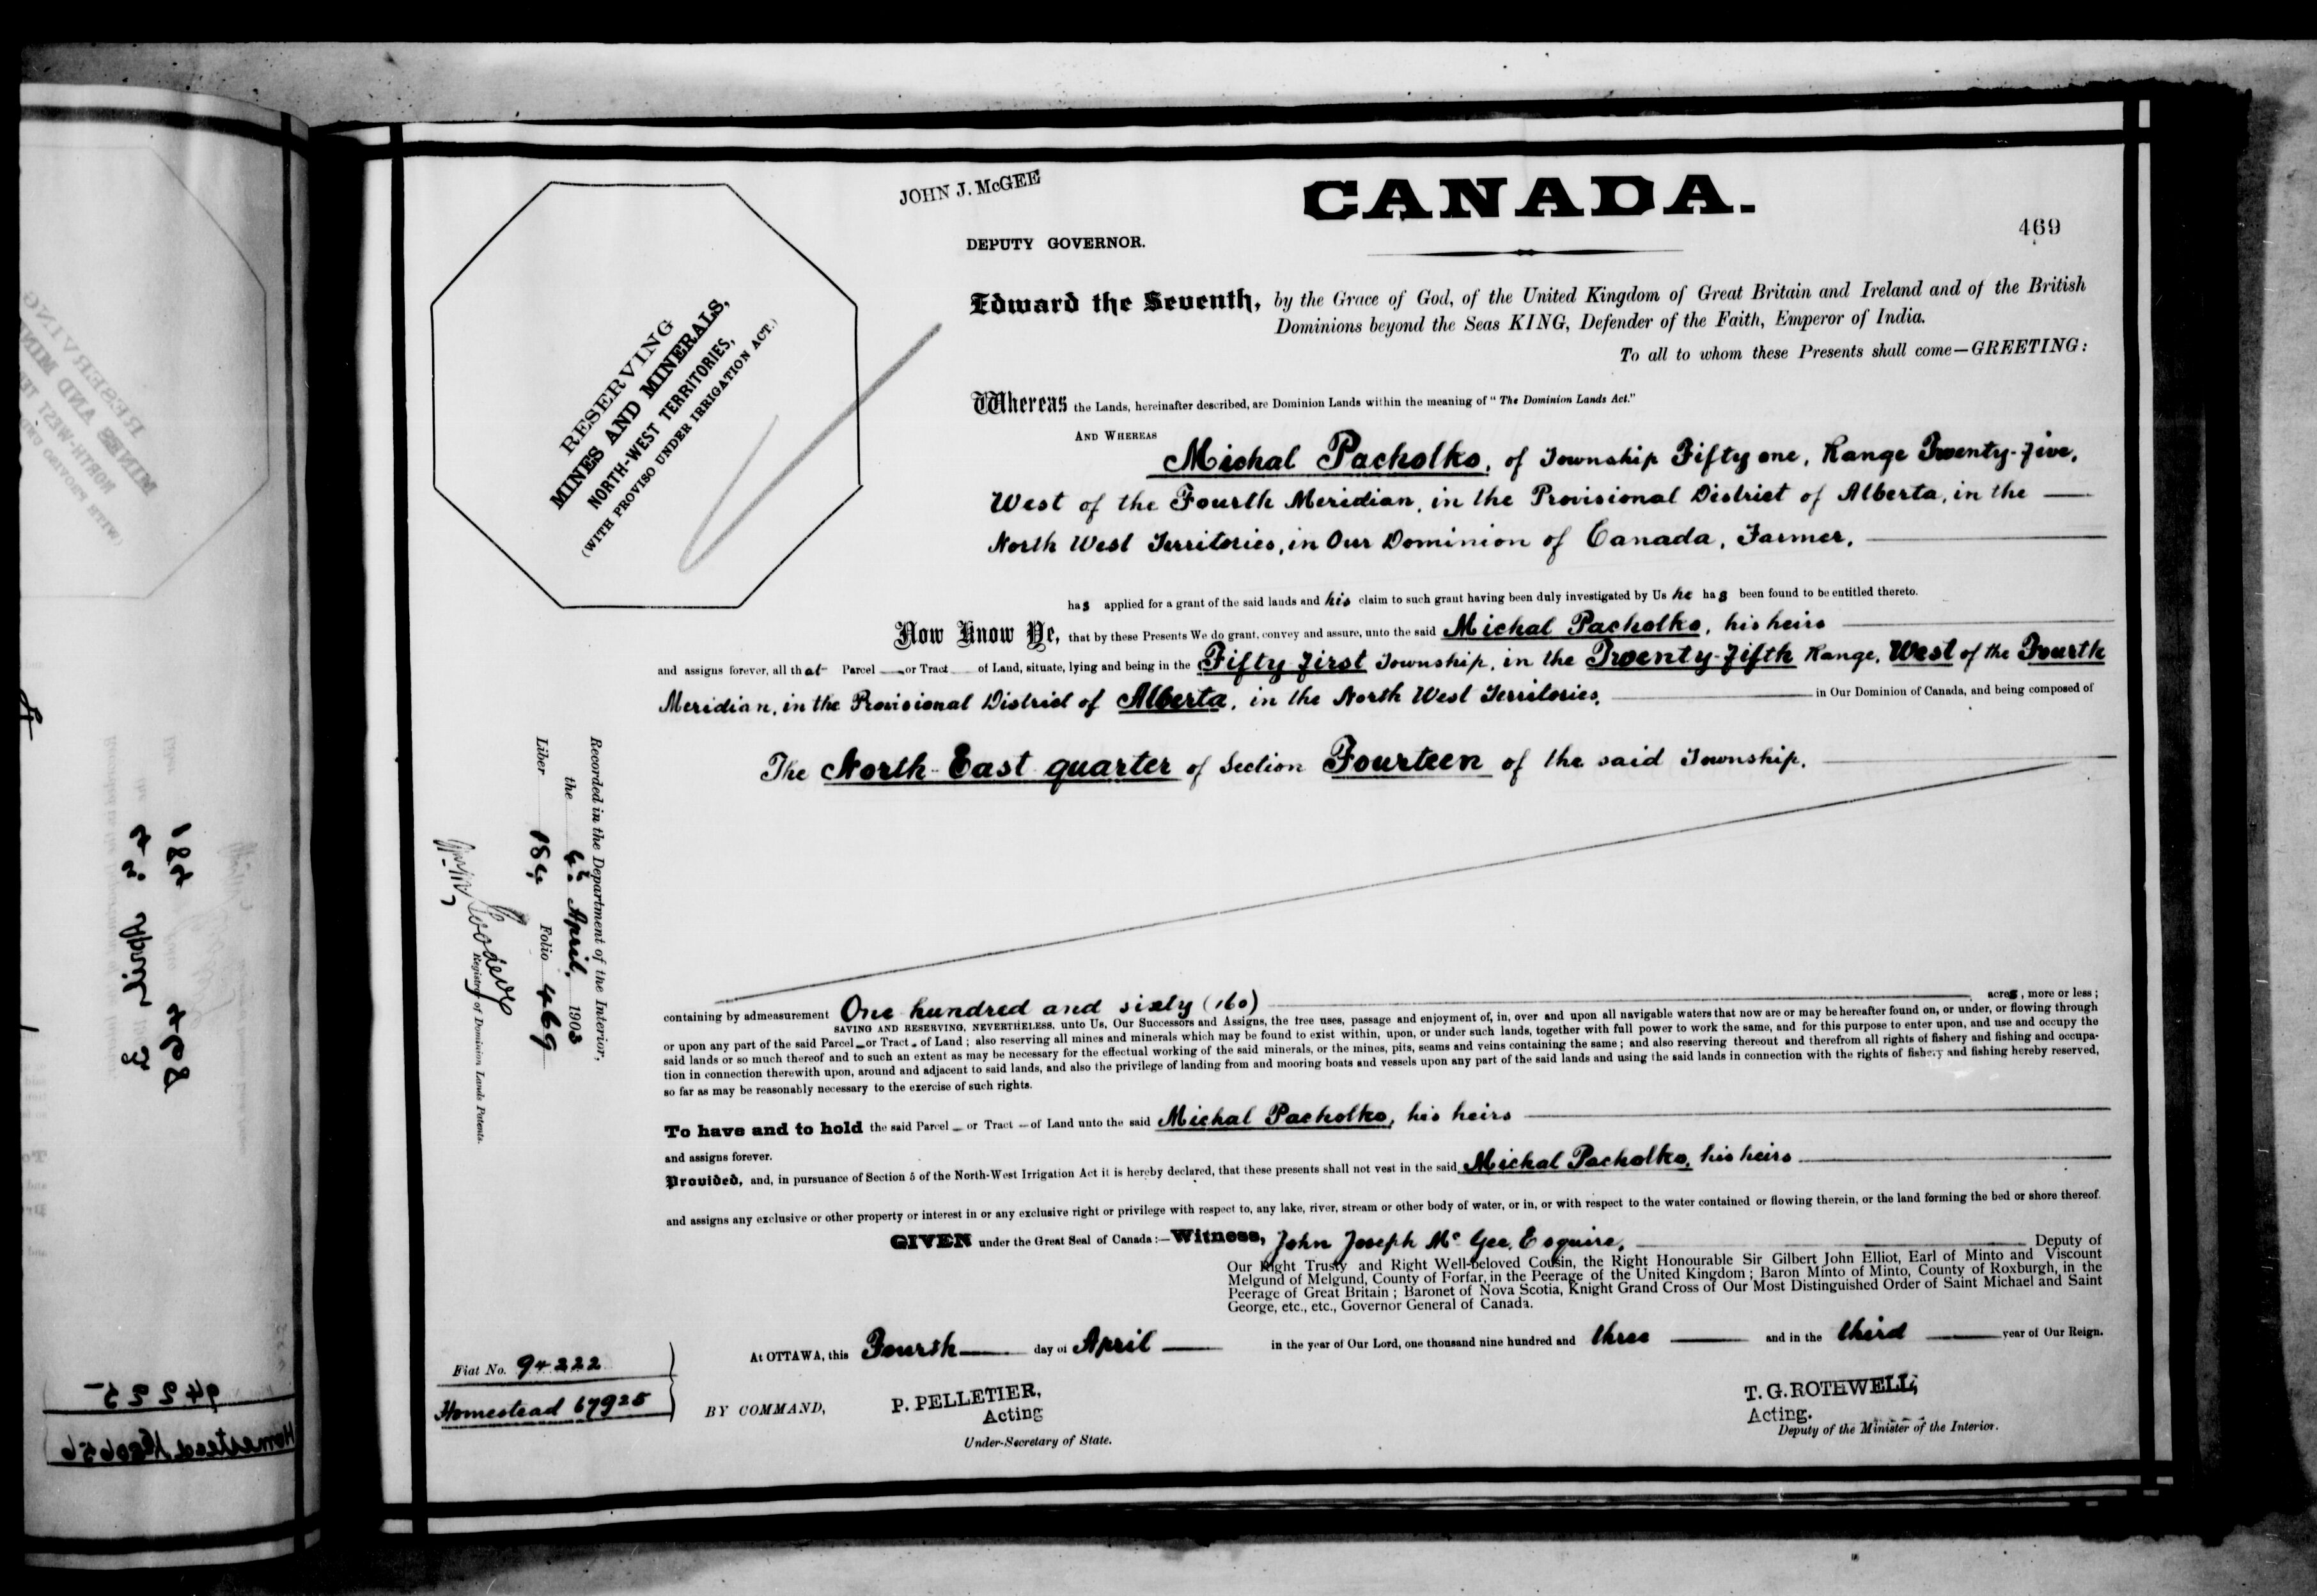 JOHN J. McGEE
DEPUTY GOVERNOR.
CANADA.
469
RESERVING
MINES AND MINERALS,
NORTH-WEST TERRITORIES,
(WITH PROVISO UNDER IRRIGATION ACT.)
Edward the Seventh, by the Grace of God, of the United Kingdom of Great Britain and Ireland and of the British
Dominions beyond the Seas KING, Defender of the Faith, Emperor of India.
To all to whom these Presents shall come—GREETING:
Whereas the Lands, hereinafter described, are Dominion Lands within the meaning of "The Dominion Lands Act."
AND WHEREAS
Michal Pacholko, of Township Fifty one, Range Twenty-five,
West of the Fourth Meridian, in the Provisional District of Alberta, in the
North West Territories, in Our Dominion of Canada, Farmer.
has applied for a grant of the said lands and his claim to such grant having been duly investigated by Us he has been found to be entitled thereto.
Now Know Ye, that by these Presents We do grant, convey and assure, unto the said Michal Pacholko, his heirs
and assigns forever, all that Parcel or Tract of Land, situate, lying and being in the Fifty first Township, in the Twenty-fifth Range, West of the Fourth
Meridian, in the Provisional District of Alberta, in the North West Territories, in Our Dominion of Canada, and being composed of
The North East quarter of Section Fourteen of the said Township.
Recorded in the Department of the Interior,
the 4th April, 1903
Liber 184 Folio 469
Registrar of Dominion Lands Patents.
containing by admeasurement One hundred and sixty (160) acres, more or less;
SAVING AND RESERVING, NEVERTHELESS, unto Us, Our Successors and Assigns, the free uses, passage and enjoyment of, in, over and upon all navigable waters that now are or may be hereafter found on, or under, or flowing through
or upon any part of the said Parcel or Tract of Land; also reserving all mines and minerals which may be found to exist within, upon, or under such lands, together with full power to work the same, and for this purpose to enter upon, and use and occupy the
said lands or so much thereof and to such an extent as may be necessary for the effectual working of the said minerals, or the mines, pits, seams and veins containing the same; and also reserving thereout and therefrom all rights of fishery and fishing and occupa-
tion in connection therewith upon, around and adjacent to said lands, and also the privilege of landing from and mooring boats and vessels upon any part of the said lands and using the said lands in connection with the rights of fishery and fishing hereby reserved,
so far as may be reasonably necessary to the exercise of such rights.
To have and to hold the said Parcel or Tract of Land unto the said Michal Pacholko, his heirs
and assigns forever.
Provided, and, in pursuance of Section 5 of the North-West Irrigation Act it is hereby declared, that these presents shall not vest in the said Michal Pacholko, his heirs
and assigns any exclusive or other property or interest in or any exclusive right or privilege with respect to, any lake, river, stream or other body of water, or in, or with respect to the water contained or flowing therein, or the land forming the bed or shore thereof.
GIVEN under the Great Seal of Canada:—Witness, John Joseph McGee, Esquire, Deputy of
Our Right Trusty and Right Well-Beloved Cousin, the Right Honourable Sir Gilbert John Elliot, Earl of Minto and Viscount
Melgund of Melgund, County of Forfar, in the Peerage of the United Kingdom; Baron Minto of Minto, County of Roxburgh, in the
Peerage of Great Britain; Baronet of Nova Scotia, Knight Grand Cross of Our Most Distinguished Order of Saint Michael and Saint
George, etc., etc., Governor General of Canada.
At OTTAWA, this Fourth day of April in the year of Our Lord, one thousand nine hundred and three and in the third year of Our Reign.
Fiat No. 94222
Homestead 67925
BY COMMAND,
P. PELLETIER,
Acting
Under-Secretary of State.
T. G. ROTHWELL,
Acting.
Deputy of the Minister of the Interior.